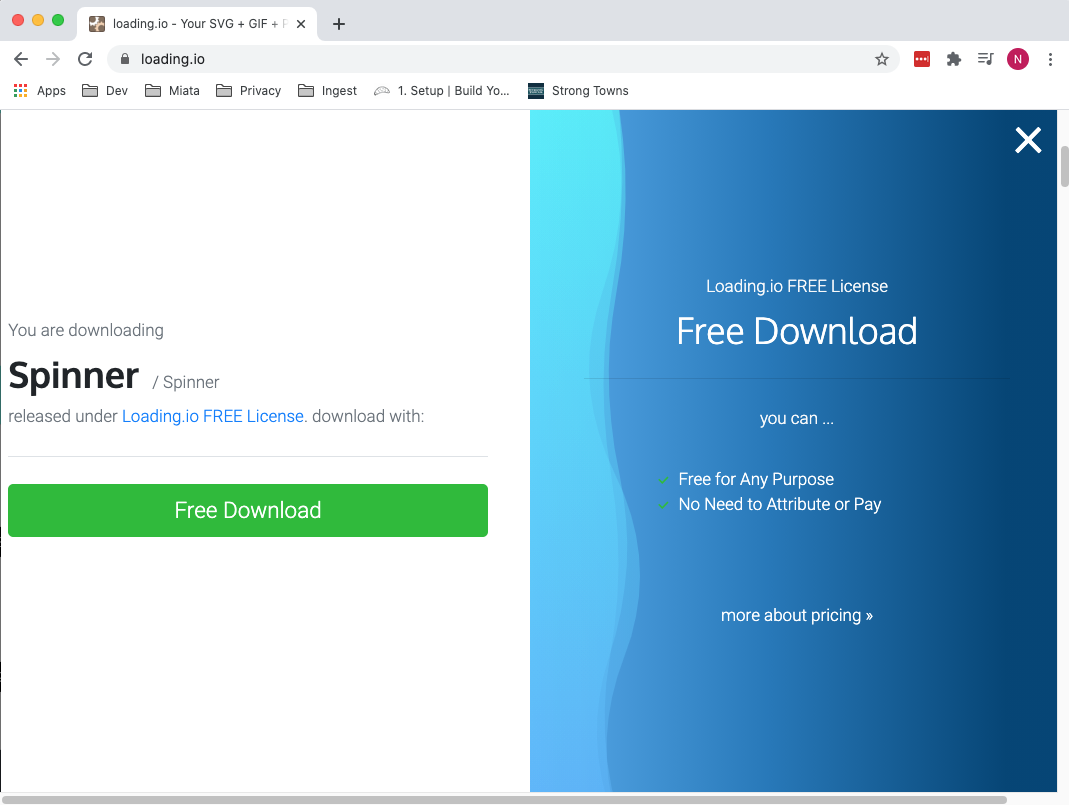 loading.io - Your SVG + GIF + P
loading.io
N
Apps Dev Miata Privacy Ingest 1. Setup | Build Yo... Strong Towns
You are downloading
Spinner / Spinner
released under Loading.io FREE License. download with:
Free Download
Loading.io FREE License
Free Download
you can ...
Free for Any Purpose
No Need to Attribute or Pay
more about pricing »